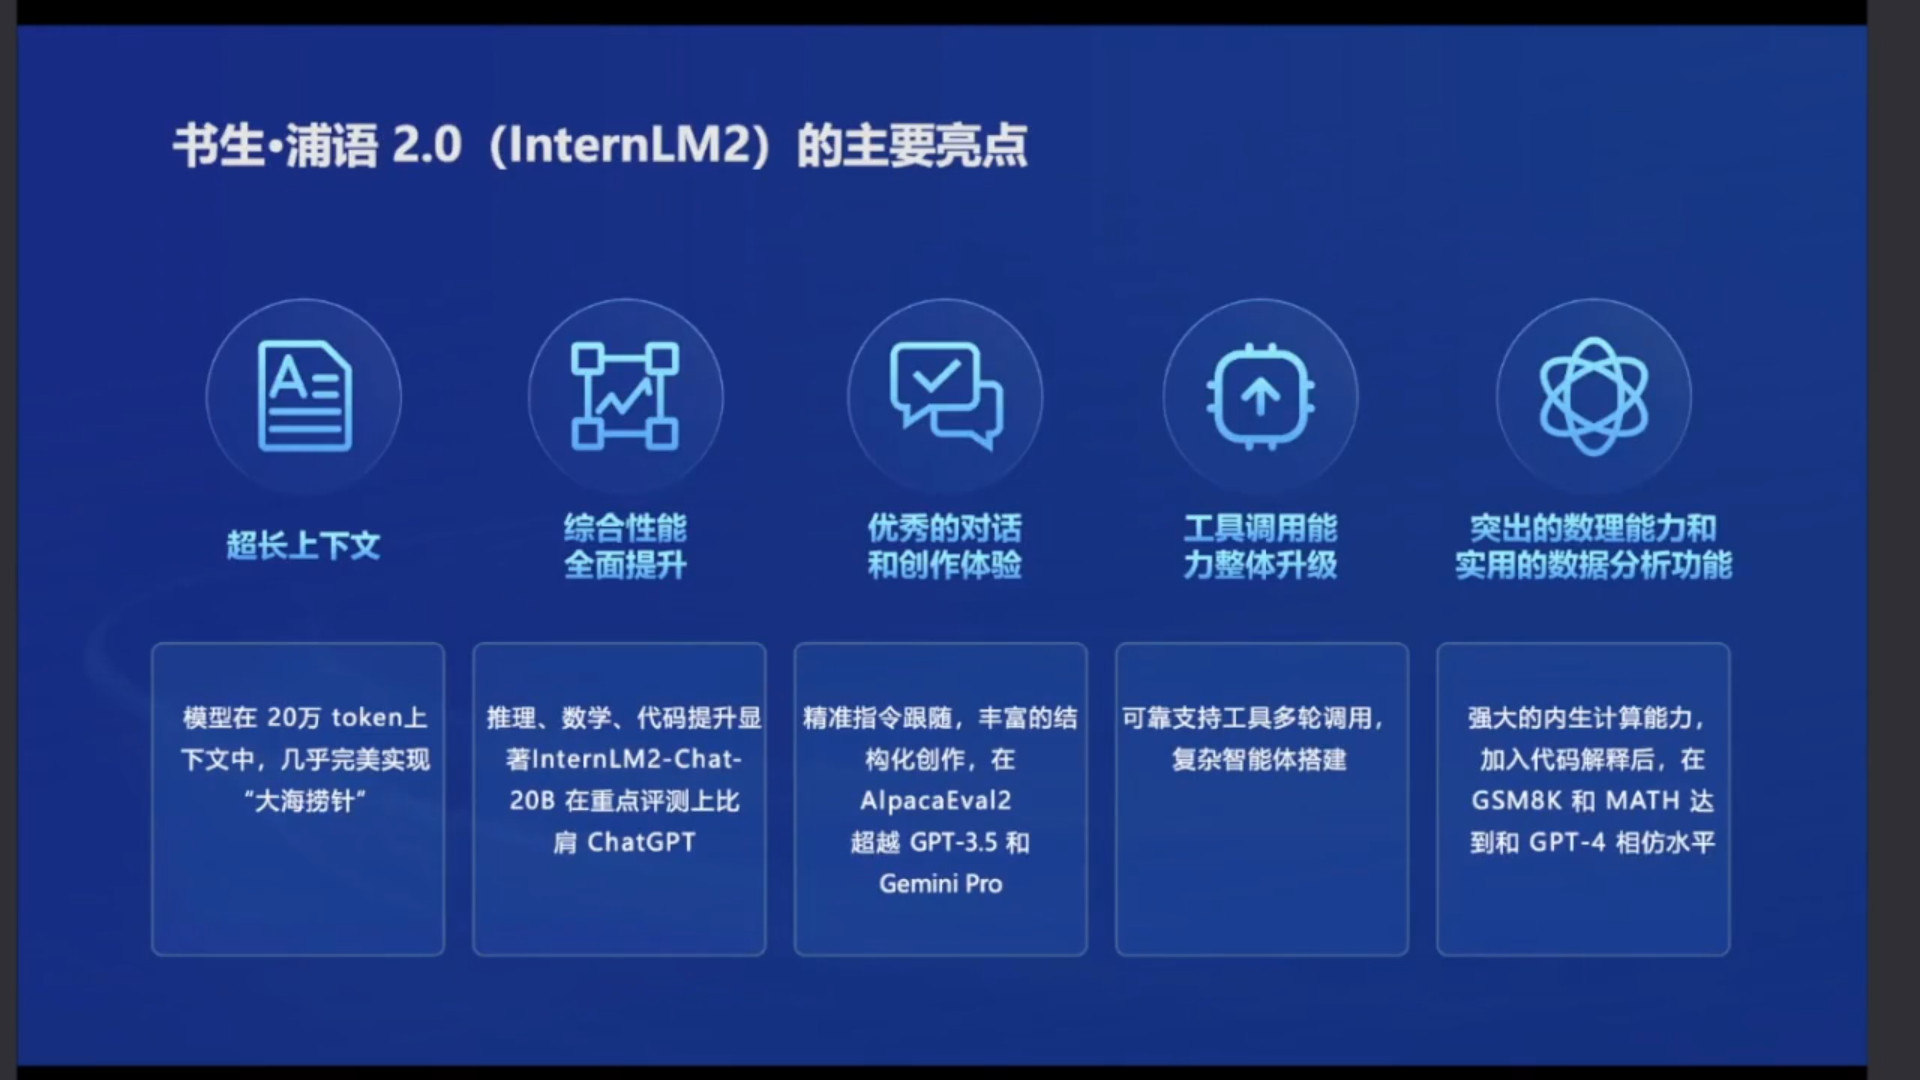 书生•浦语 2.0（InternLM2）的主要亮点
超长上下文
综合性能
全面提升
优秀的对话
和创作体验
工具调用能
力整体升级
突出的数理能力和
实用的数据分析功能
模型在 20万 token上
下文中，几乎完美实现
“大海捞针”
推理、数学、代码提升显
著InternLM2-Chat-
20B 在重点评测上比
肩 ChatGPT
精准指令跟随，丰富的结
构化创作，在
AlpacaEval2
超越 GPT-3.5 和
Gemini Pro
可靠支持工具多轮调用，
复杂智能体搭建
强大的内生计算能力，
加入代码解释后，在
GSM8K 和 MATH 达
到和 GPT-4 相仿水平